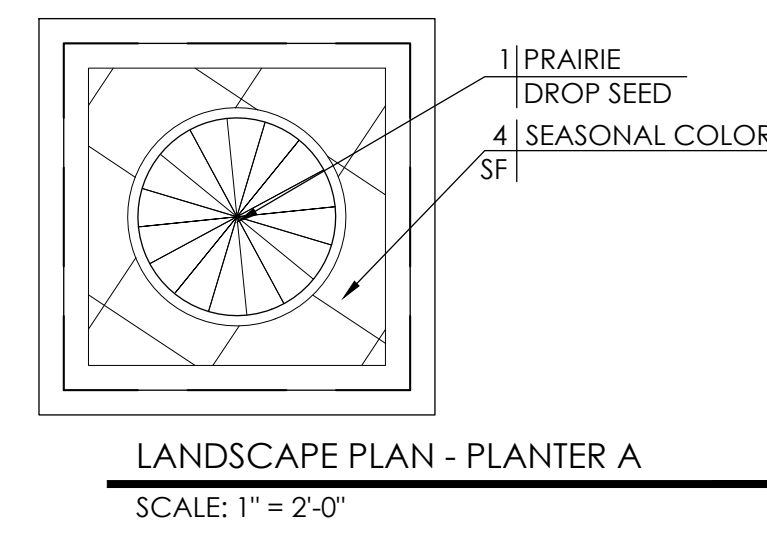 1 PRAIRIE
DROP SEED
4 SEASONAL COLOR
SF
LANDSCAPE PLAN - PLANTER A
SCALE: 1" = 2'-0"